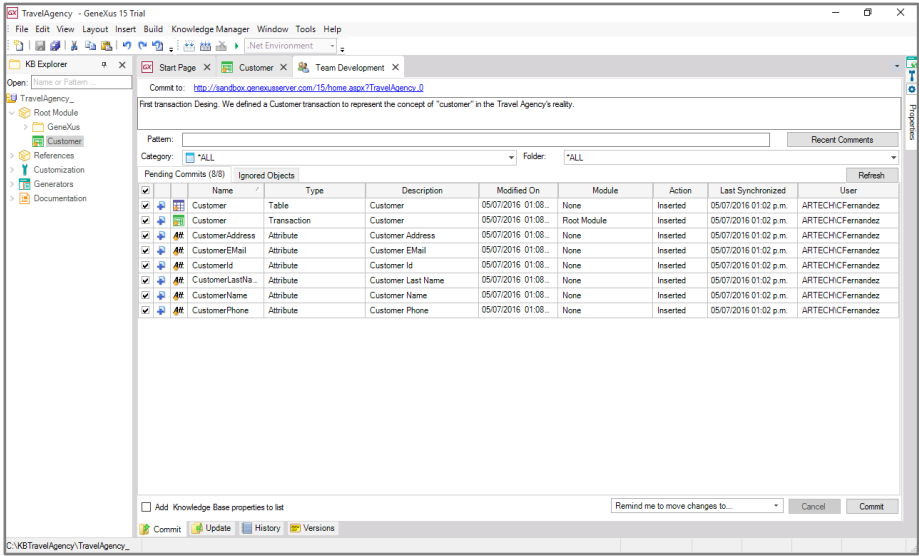 TravelAgency - GeneXus 15 Trial
File Edit View Layout Insert Build Knowledge Manager Window Tools Help
.Net Environment
KB Explorer
Start Page Customer Team Development
Open: Name or Pattern
Commit to: http://sandbox.genexusserver.com/15/home.aspx?TravelAgency_0
TravelAgency_
Root Module
GeneXus
Customer
References
Customization
Generators
Documentation
First transaction Desing. We defined a Customer transaction to represent the concept of "customer" in the Travel Agency's reality.
Pattern: Recent Comments
Category: *ALL Folder: *ALL
Pending Commits (8/8) Ignored Objects Refresh
Name Type Description Modified On Module Action Last Synchronized User
Customer Table Customer 05/07/2016 01:08... None Inserted 05/07/2016 01:02 p.m. ARTECH\CFernandez
Customer Transaction Customer 05/07/2016 01:08... Root Module Inserted 05/07/2016 01:02 p.m. ARTECH\CFernandez
Att CustomerAddress Attribute Customer Address 05/07/2016 01:08... None Inserted 05/07/2016 01:02 p.m. ARTECH\CFernandez
Att CustomerEMail Attribute Customer EMail 05/07/2016 01:08... None Inserted 05/07/2016 01:02 p.m. ARTECH\CFernandez
Att CustomerId Attribute Customer Id 05/07/2016 01:08... None Inserted 05/07/2016 01:02 p.m. ARTECH\CFernandez
Att CustomerLastNa... Attribute Customer Last Name 05/07/2016 01:08... None Inserted 05/07/2016 01:02 p.m. ARTECH\CFernandez
Att CustomerName Attribute Customer Name 05/07/2016 01:08... None Inserted 05/07/2016 01:02 p.m. ARTECH\CFernandez
Att CustomerPhone Attribute Customer Phone 05/07/2016 01:08... None Inserted 05/07/2016 01:02 p.m. ARTECH\CFernandez
Properties
Add Knowledge Base properties to list Remind me to move changes to... Cancel Commit
Commit Update History Versions
C:\KBTravelAgency\TravelAgency_